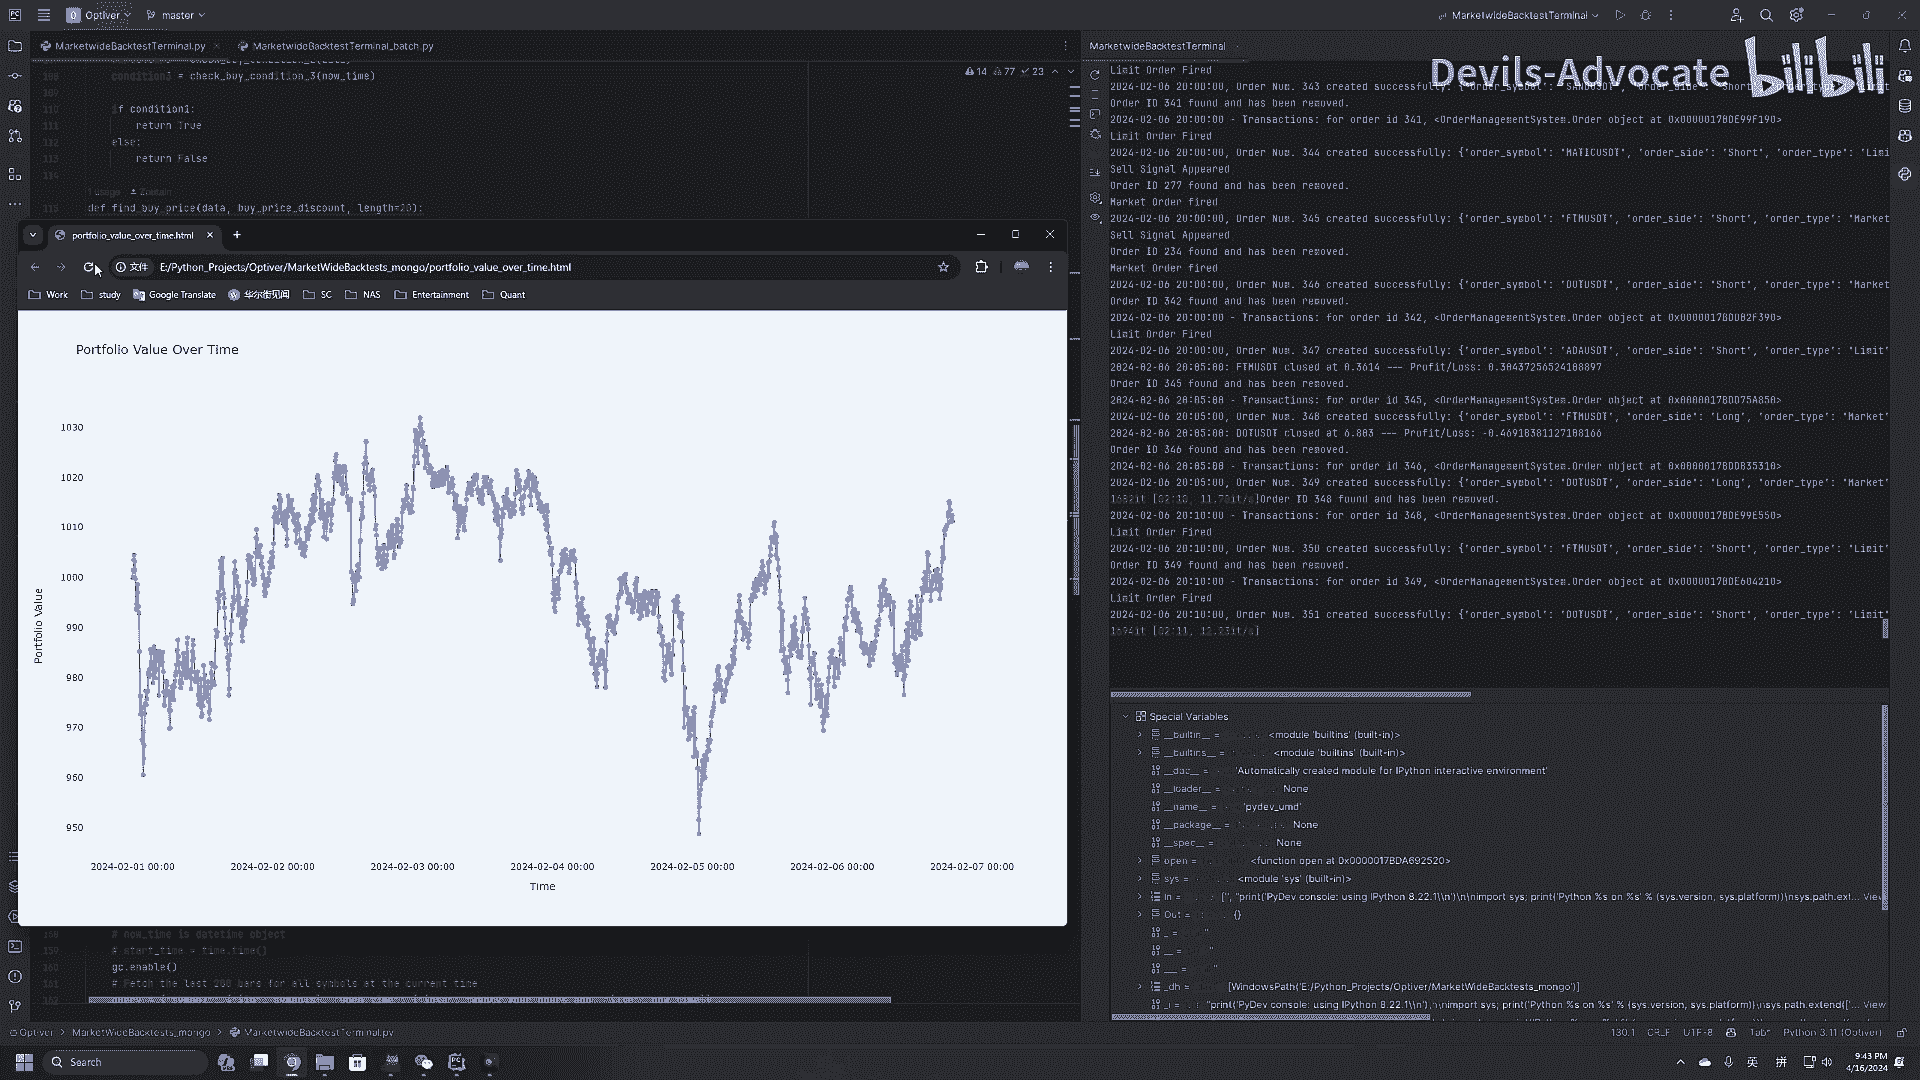 Optiver
master
MarketwideBacktestTerminal
MarketwideBacktestTerminal.py
MarketwideBacktestTerminal_batch.py
MarketwideBacktestTerminal
Devils-Advocate bilibili
14 77 23
= check_buy_condition_3(now_time)
if condition1:
return True
else:
return False
def find_buy_price(data, buy_price_discount, length=20):
portfolio_value_over_time.html
文件 E:/Python_Projects/Optiver/MarketWideBacktests_mongo/portfolio_value_over_time.html
Work study Google Translate 华尔街见闻 SC NAS Entertainment Quant
Portfolio Value Over Time
1030
1020
1010
1000
990
980
970
960
950
Portfolio Value
2024-02-01 00:00 2024-02-02 00:00 2024-02-03 00:00 2024-02-04 00:00 2024-02-05 00:00 2024-02-06 00:00 2024-02-07 00:00
Time
# now_time is datetime object
# start_time = time.time()
gc.enable()
# Fetch the last 200 bars for all symbols at the current time
Limit Order Fired
2024-02-06 20:00:00, Order Num. 343 created successfully: {'order_symbol': 'SANDUSDT', 'order_side': 'Short',
Order ID 341 found and has been removed.
2024-02-06 20:00:00 - Transactions: for order id 341, <OrderManagementSystem.Order object at 0x0000017BDE99F190>
Limit Order Fired
2024-02-06 20:00:00, Order Num. 344 created successfully: {'order_symbol': 'MATICUSDT', 'order_side': 'Short', 'order_type': 'Limi
Sell Signal Appeared
Order ID 277 found and has been removed.
Market Order fired
2024-02-06 20:00:00, Order Num. 345 created successfully: {'order_symbol': 'FTMUSDT', 'order_side': 'Short', 'order_type': 'Market
Sell Signal Appeared
Order ID 234 found and has been removed.
Market Order fired
2024-02-06 20:00:00, Order Num. 346 created successfully: {'order_symbol': 'DOTUSDT', 'order_side': 'Short', 'order_type': 'Market
Order ID 342 found and has been removed.
2024-02-06 20:00:00 - Transactions: for order id 342, <OrderManagementSystem.Order object at 0x0000017BDDB2F390>
Limit Order Fired
2024-02-06 20:00:00, Order Num. 347 created successfully: {'order_symbol': 'ADAUSDT', 'order_side': 'Short', 'order_type': 'Limit'
2024-02-06 20:05:00: FTMUSDT closed at 0.3614 --- Profit/Loss: 0.30437256524108897
Order ID 345 found and has been removed.
2024-02-06 20:05:00 - Transactions: for order id 345, <OrderManagementSystem.Order object at 0x0000017BDD75A850>
2024-02-06 20:05:00, Order Num. 348 created successfully: {'order_symbol': 'FTMUSDT', 'order_side': 'Long', 'order_type': 'Market'
2024-02-06 20:05:00: DOTUSDT closed at 6.803 --- Profit/Loss: -0.46910381127108166
Order ID 346 found and has been removed.
2024-02-06 20:05:00 - Transactions: for order id 346, <OrderManagementSystem.Order object at 0x0000017BDDB35310>
2024-02-06 20:05:00, Order Num. 349 created successfully: {'order_symbol': 'DOTUSDT', 'order_side': 'Long', 'order_type': 'Market'
Order ID 348 found and has been removed.
2024-02-06 20:10:00 - Transactions: for order id 348, <OrderManagementSystem.Order object at 0x0000017BDE99E550>
Limit Order Fired
2024-02-06 20:10:00, Order Num. 350 created successfully: {'order_symbol': 'FTMUSDT', 'order_side': 'Short', 'order_type': 'Limit'
Order ID 349 found and has been removed.
2024-02-06 20:10:00 - Transactions: for order id 349, <OrderManagementSystem.Order object at 0x0000017BDE604210>
Limit Order Fired
2024-02-06 20:10:00, Order Num. 351 created successfully: {'order_symbol': 'DOTUSDT', 'order_side': 'Short', 'order_type': 'Limit'
1694it [02:11, 12.23it/s]
Special Variables
__builtin__ = <module 'builtins' (built-in)>
__builtins__ = <module 'builtins' (built-in)>
__doc__ = 'Automatically created module for IPython interactive environment'
__loader__ = None
__name__ = 'pydev_umd'
__package__ = None
__spec__ = None
open = <function open at 0x0000017BDA692520>
sys = <module 'sys' (built-in)>
In = ['', "print('PyDev console: using IPython 8.22.1\\n')\n\nimport sys; print('Python %s on %s' % (sys.version, sys.platform))\nsys.path.ext... View
Out = {}
_ = ''
__ = ''
___ = ''
_dh = [WindowsPath('E:/Python_Projects/Optiver/MarketWideBacktests_mongo')]
_i = "print('PyDev console: using IPython 8.22.1\\n')\n\nimport sys; print('Python %s on %s' % (sys.version, sys.platform))\nsys.path.extend(['... View
Optiver > MarketWideBacktests_mongo > MarketwideBacktestTerminal.py
130:1 CRLF UTF-8 Tab* Python 3.11 (Optiver)
Search
英 拼
9:43 PM
4/16/2024